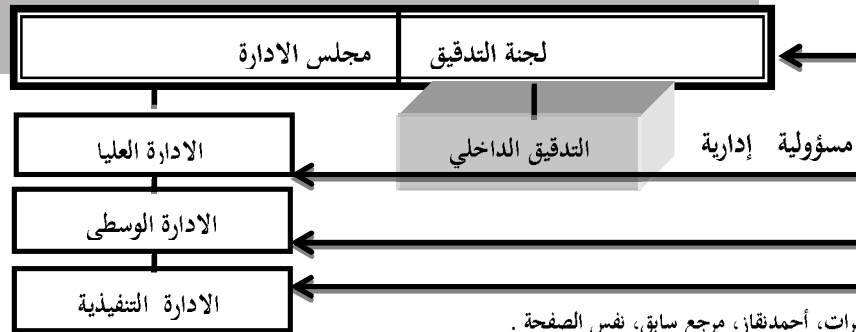 لجنة التدقيق مجلس الادارة
مسؤولية إدارية
التدقيق الداخلي
الادارة العليا
الادارة الوسطى
الادارة التنفيذية
أحمدنقاز، مرجع سابق، نفس الصفحة .